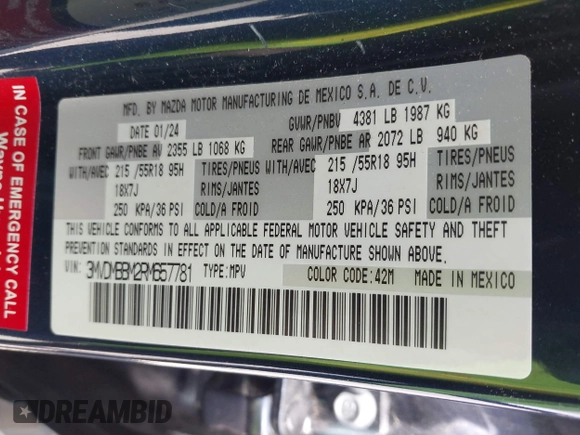 IN CASE OF EMERGENCY CALL
MFD. BY MAZDA MOTOR MANUFACTURING DE MEXICO S.A. DE C.V.
DATE 01/24 GVWR/PNBV 4381 LB 1987 KG
FRONT GAWR/PNBE AV 2355 LB 1068 KG REAR GAWR/PNBE AR 2072 LB 940 KG
WITH/AVEC 215 /55R18 95H TIRES/PNEUS WITH/AVEC 215 /55R18 95H TIRES/PNEUS
18X7J RIMS/JANTES 18X7J RIMS/JANTES
250 KPA/36 PSI COLD/A FROID 250 KPA/36 PSI COLD/A FROID
THIS VEHICLE CONFORMS TO ALL APPLICABLE FEDERAL MOTOR VEHICLE SAFETY AND THEFT
PREVENTION STANDARDS IN EFFECT ON THE DATE OF MANUFACTURE SHOWN ABOVE.
VIN: 3MVDMBBM2RM657781 TYPE:MPV COLOR CODE:42M MADE IN MEXICO
DREAMBID